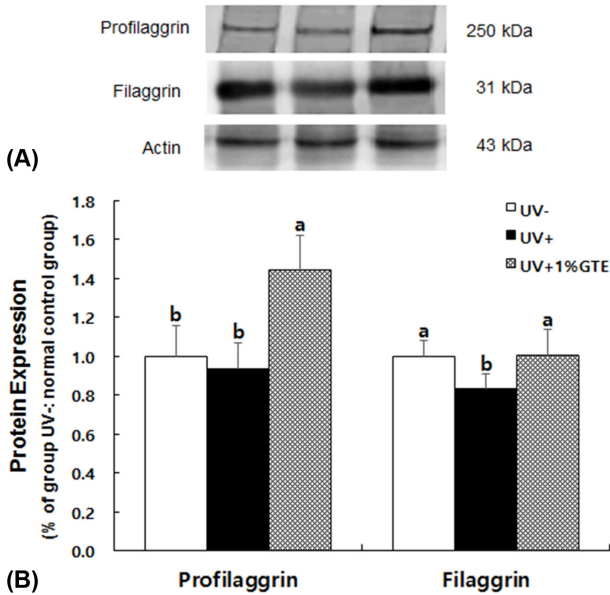 Profilaggrin 250 kDa
Filaggrin 31 kDa
Actin 43 kDa
(A)
1.8
1.6
1.4
1.2
1.0
0.8
0.6
0.4
0.2
0.0
Protein Expression
(% of group UV-: normal control group)
UV-
UV+
UV+1%GTE
b
b
a
a
b
a
Profilaggrin
Filaggrin
(B)